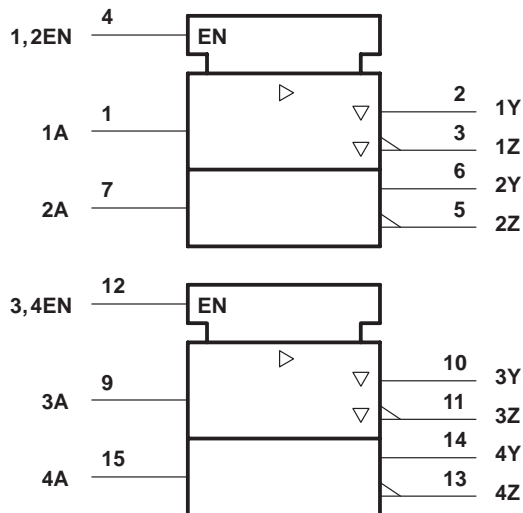 4
1,2EN EN
1 2 1Y
1A 3 1Z
7 6 2Y
2A 5 2Z
12
3,4EN EN
9 10 3Y
3A 11 3Z
15 14 4Y
4A 13 4Z